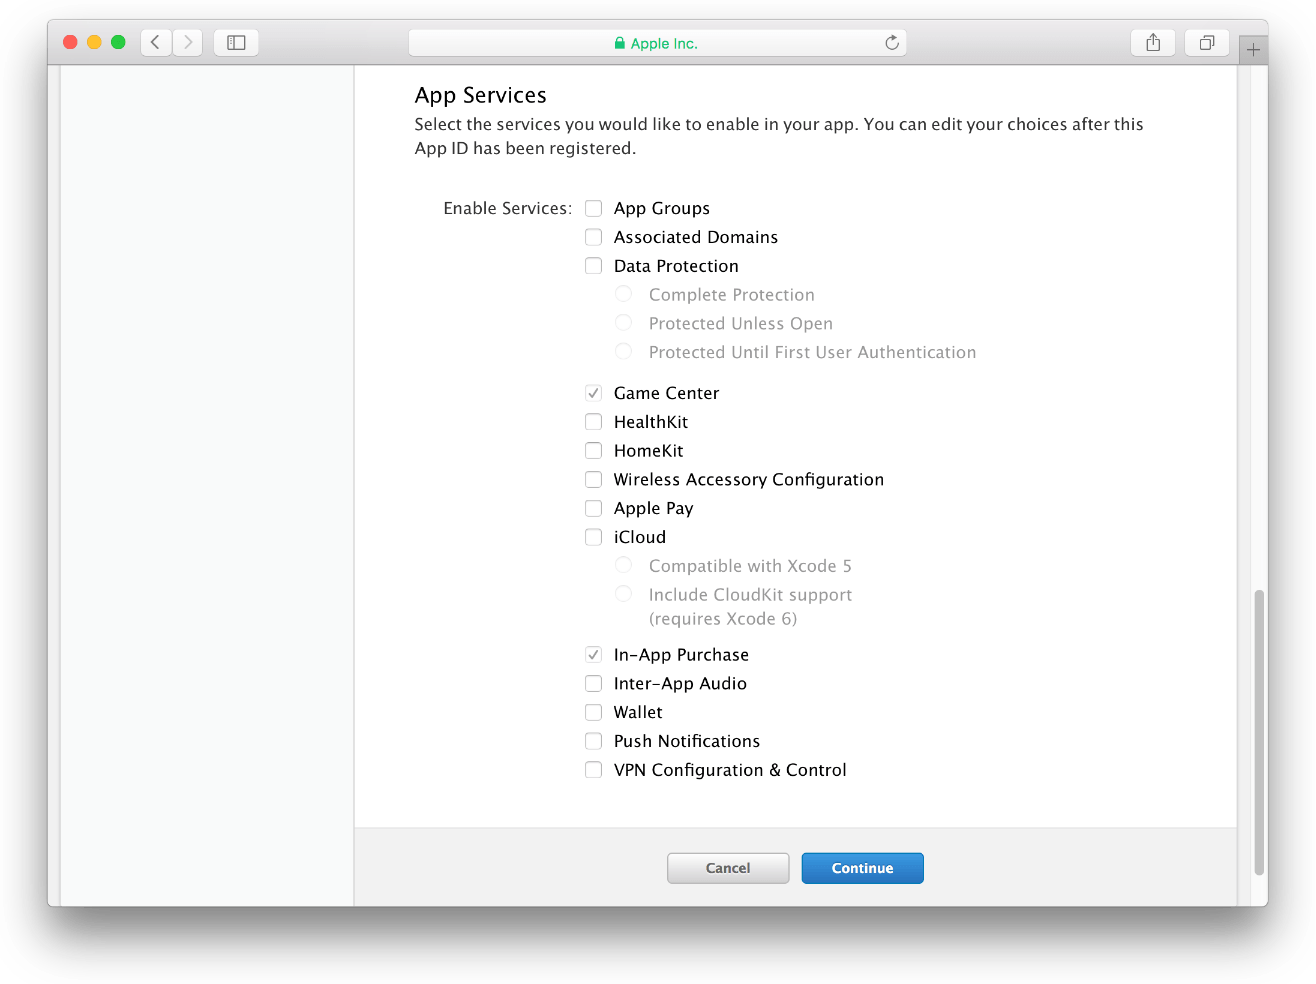 Apple Inc.
App Services
Select the services you would like to enable in your app. You can edit your choices after this
App ID has been registered.
Enable Services:
App Groups
Associated Domains
Data Protection
Complete Protection
Protected Unless Open
Protected Until First User Authentication
Game Center
HealthKit
HomeKit
Wireless Accessory Configuration
Apple Pay
iCloud
Compatible with Xcode 5
Include CloudKit support
(requires Xcode 6)
In-App Purchase
Inter-App Audio
Wallet
Push Notifications
VPN Configuration & Control
Cancel
Continue